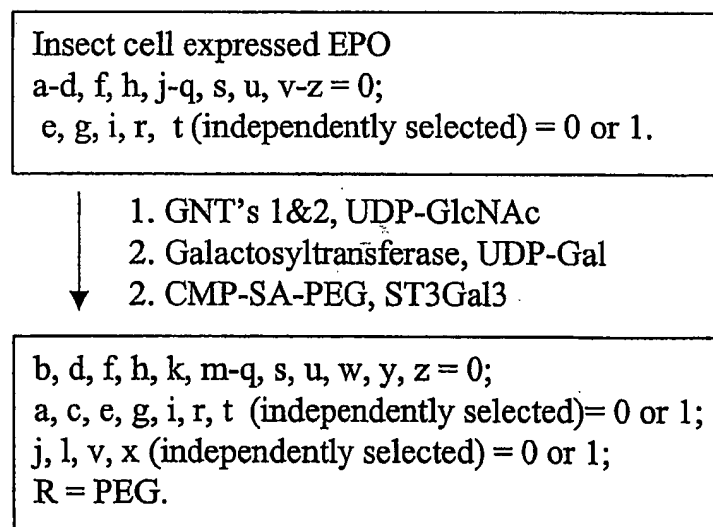 Insect cell expressed EPO
a-d, f, h, j-q, s, u, v-z = 0;
e, g, i, r, t (independently selected) = 0 or 1.
1. GNT's 1&2, UDP-GlcNAc
2. Galactosyltransferase, UDP-Gal
2. CMP-SA-PEG, ST3Gal3
b, d, f, h, k, m-q, s, u, w, y, z = 0;
a, c, e, g, i, r, t (independently selected)= 0 or 1;
j, l, v, x (independently selected) = 0 or 1;
R = PEG.